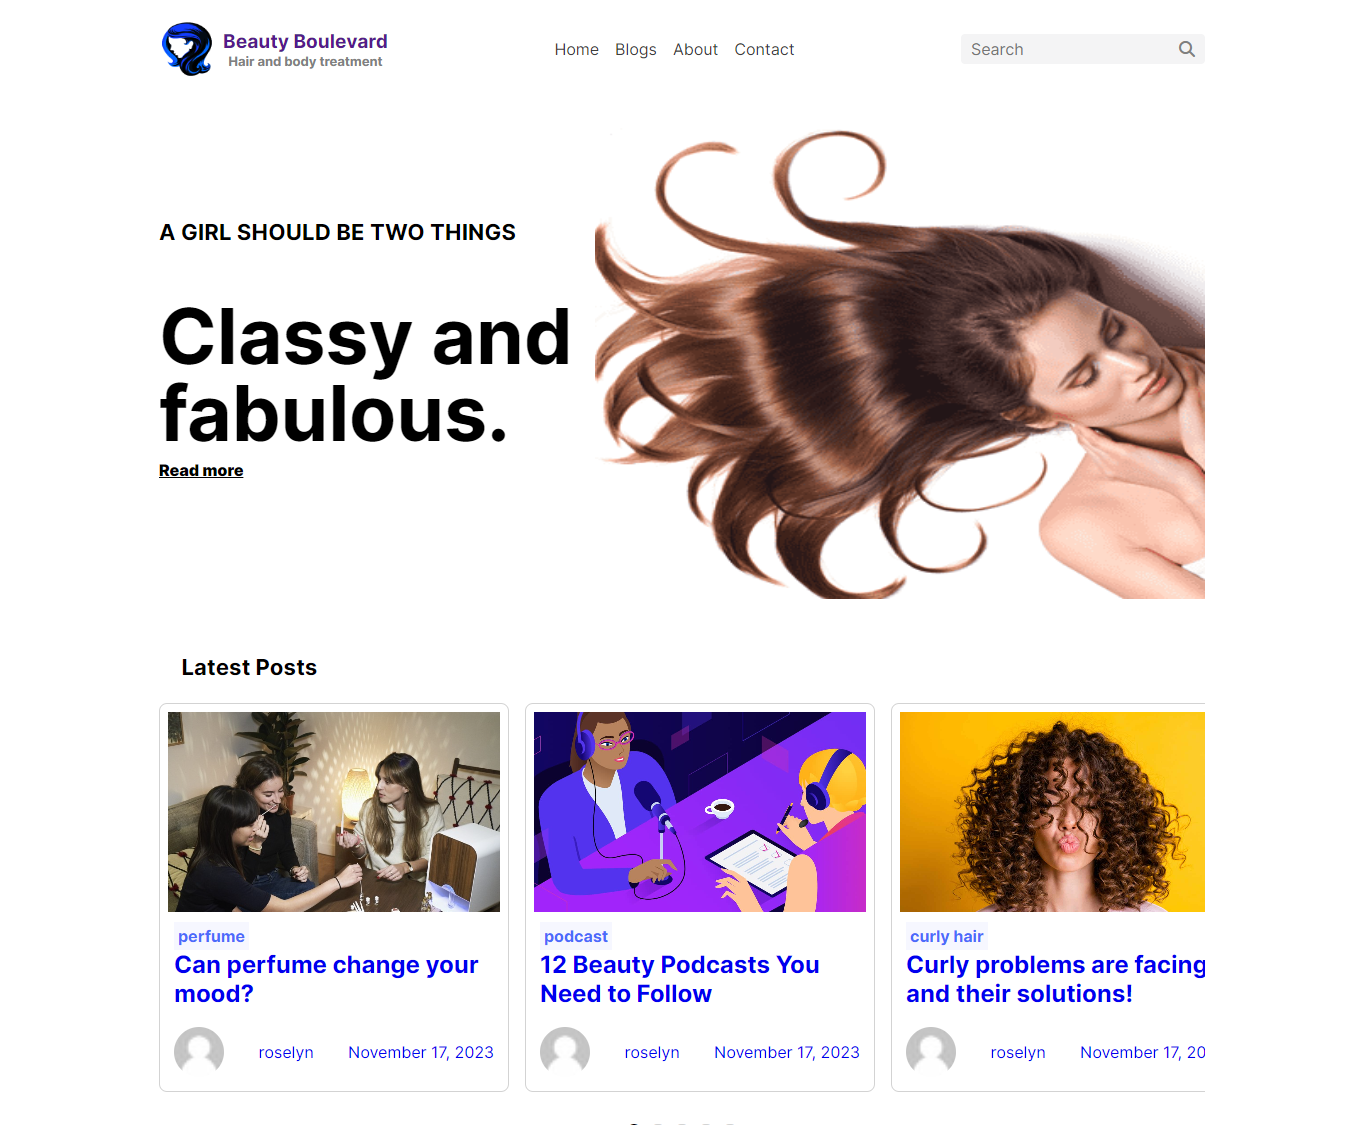 Beauty Boulevard
Hair and body treatment
Home Blogs About Contact
Search
A GIRL SHOULD BE TWO THINGS
Classy and
fabulous.
Read more
Latest Posts
perfume
Can perfume change your
mood?
roselyn November 17, 2023
podcast
12 Beauty Podcasts You
Need to Follow
roselyn November 17, 2023
curly hair
Curly problems are facing
and their solutions!
roselyn November 17, 20